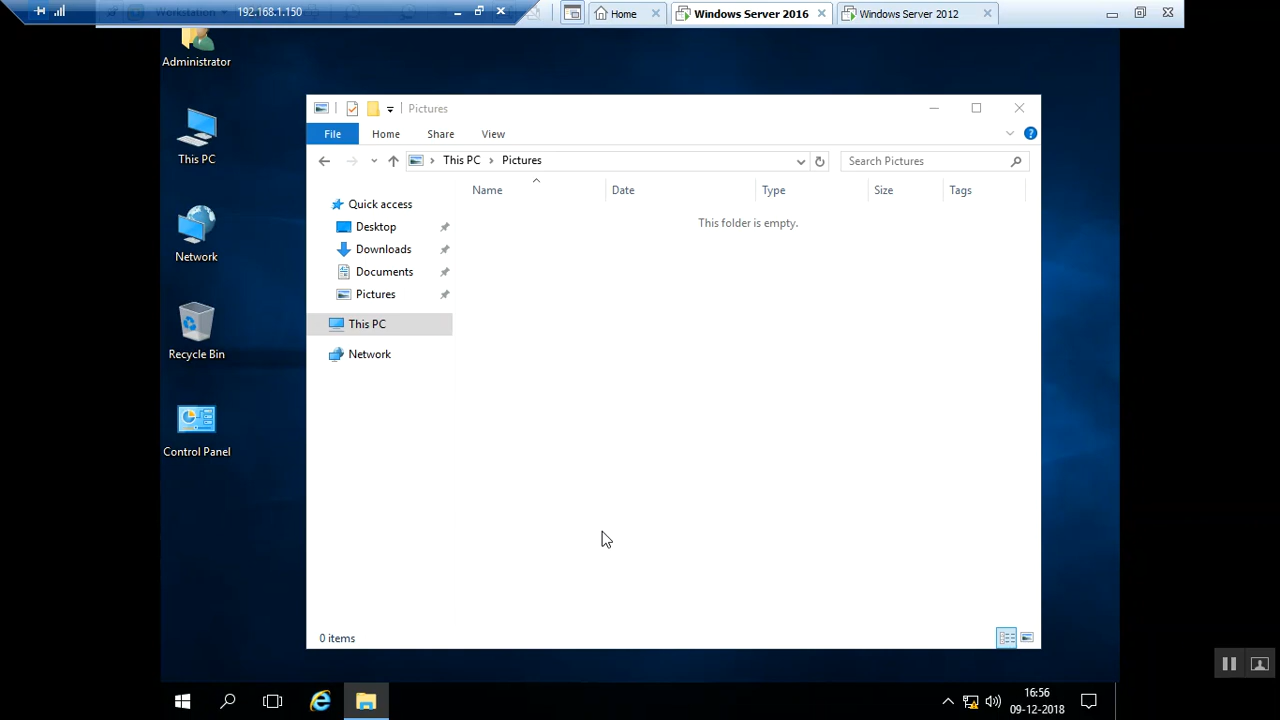 Workstation
192.168.1.150
Home
Windows Server 2016
Windows Server 2012
Administrator
This PC
Network
Recycle Bin
Control Panel
Pictures
File
Home
Share
View
This PC
Pictures
Search Pictures
Name
Date
Type
Size
Tags
This folder is empty.
Quick access
Desktop
Downloads
Documents
Pictures
This PC
Network
0 items
16:56
09-12-2018